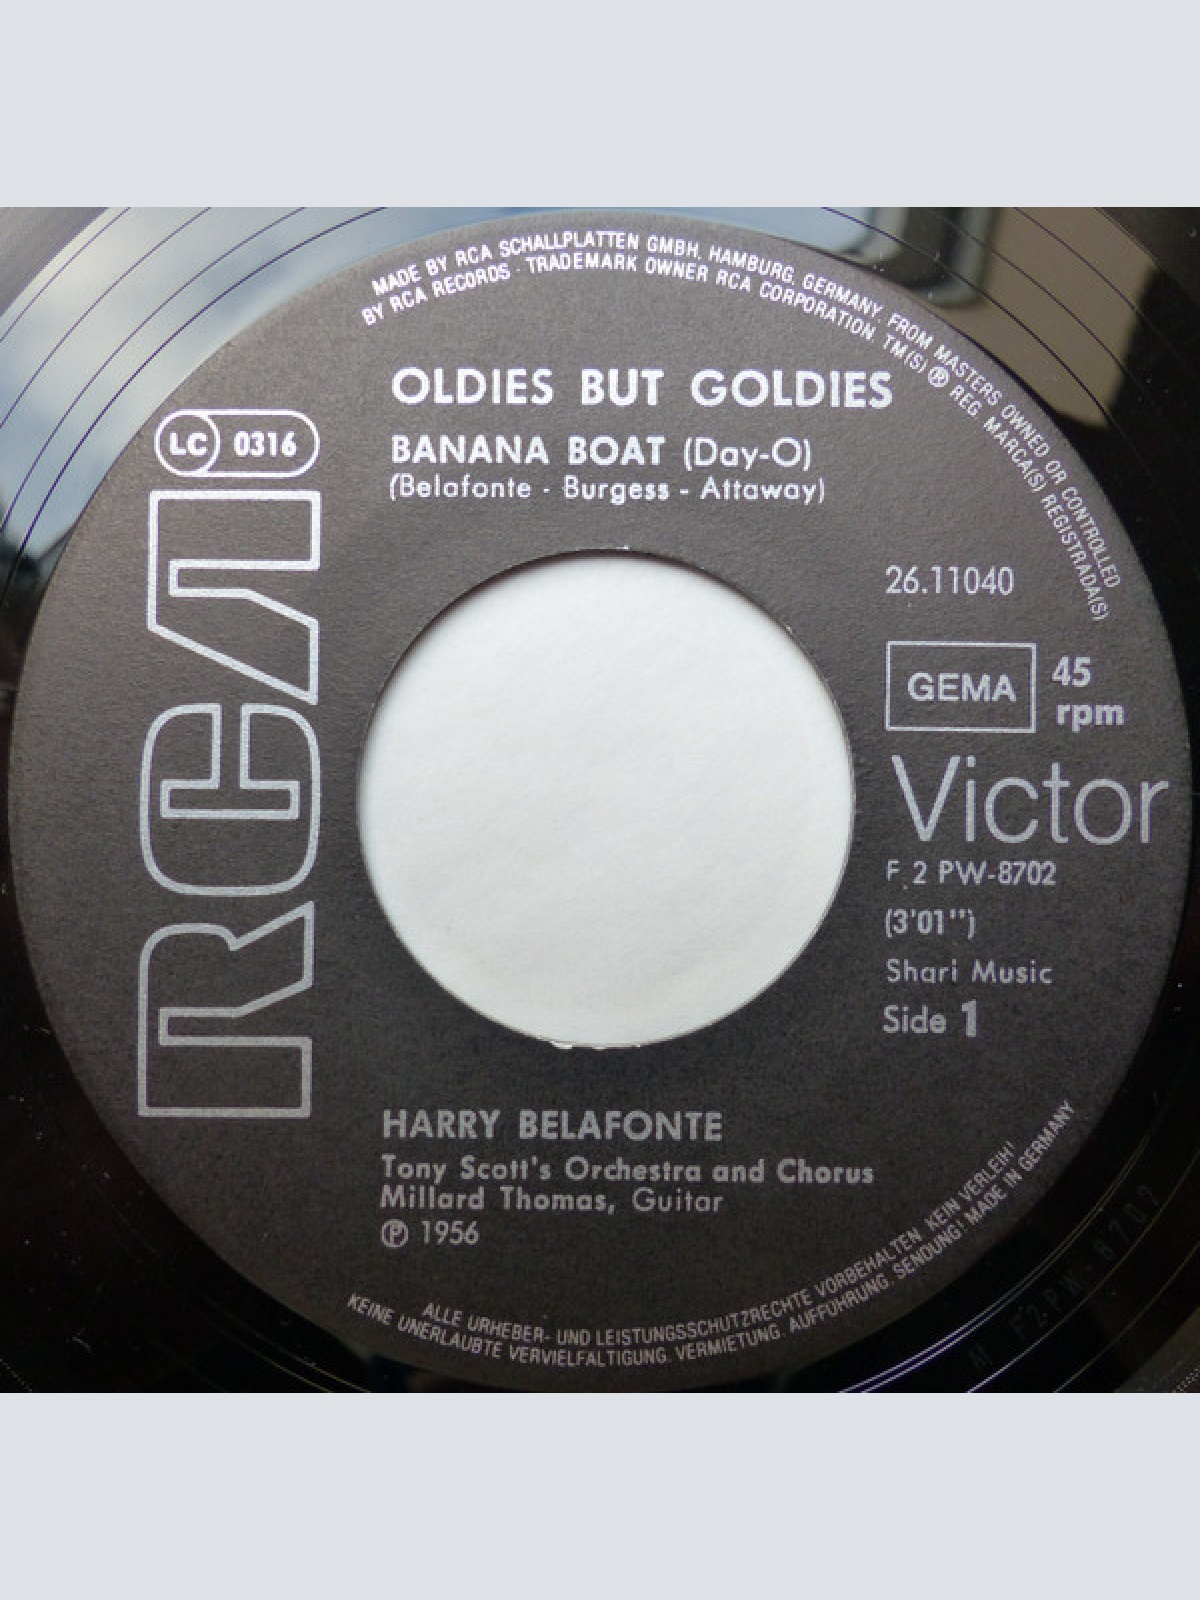 MADE BY RCA SCHALLPLATTEN GMBH, HAMBURG, GERMANY. FROM MASTERS OWNED OR CONTROLLED
BY RCA RECORDS · TRADEMARK OWNER RCA CORPORATION. TM(S) ® REG. MARCA(S) REGISTRADA(S)
OLDIES BUT GOLDIES
LC 0316
BANANA BOAT (Day-O)
(Belafonte - Burgess - Attaway)
RCA
26.11040
GEMA
45
rpm
Victor
F. 2 PW-8702
(3'01'')
Shari Music
Side 1
HARRY BELAFONTE
Tony Scott's Orchestra and Chorus
Millard Thomas, Guitar
Ⓟ 1956
ALLE URHEBER- UND LEISTUNGSSCHUTZRECHTE VORBEHALTEN. KEIN VERLEIH!
KEINE UNERLAUBTE VERVIELFALTIGUNG. VERMIETUNG. AUFFUHRUNG. SENDUNG! MADE IN GERMANY